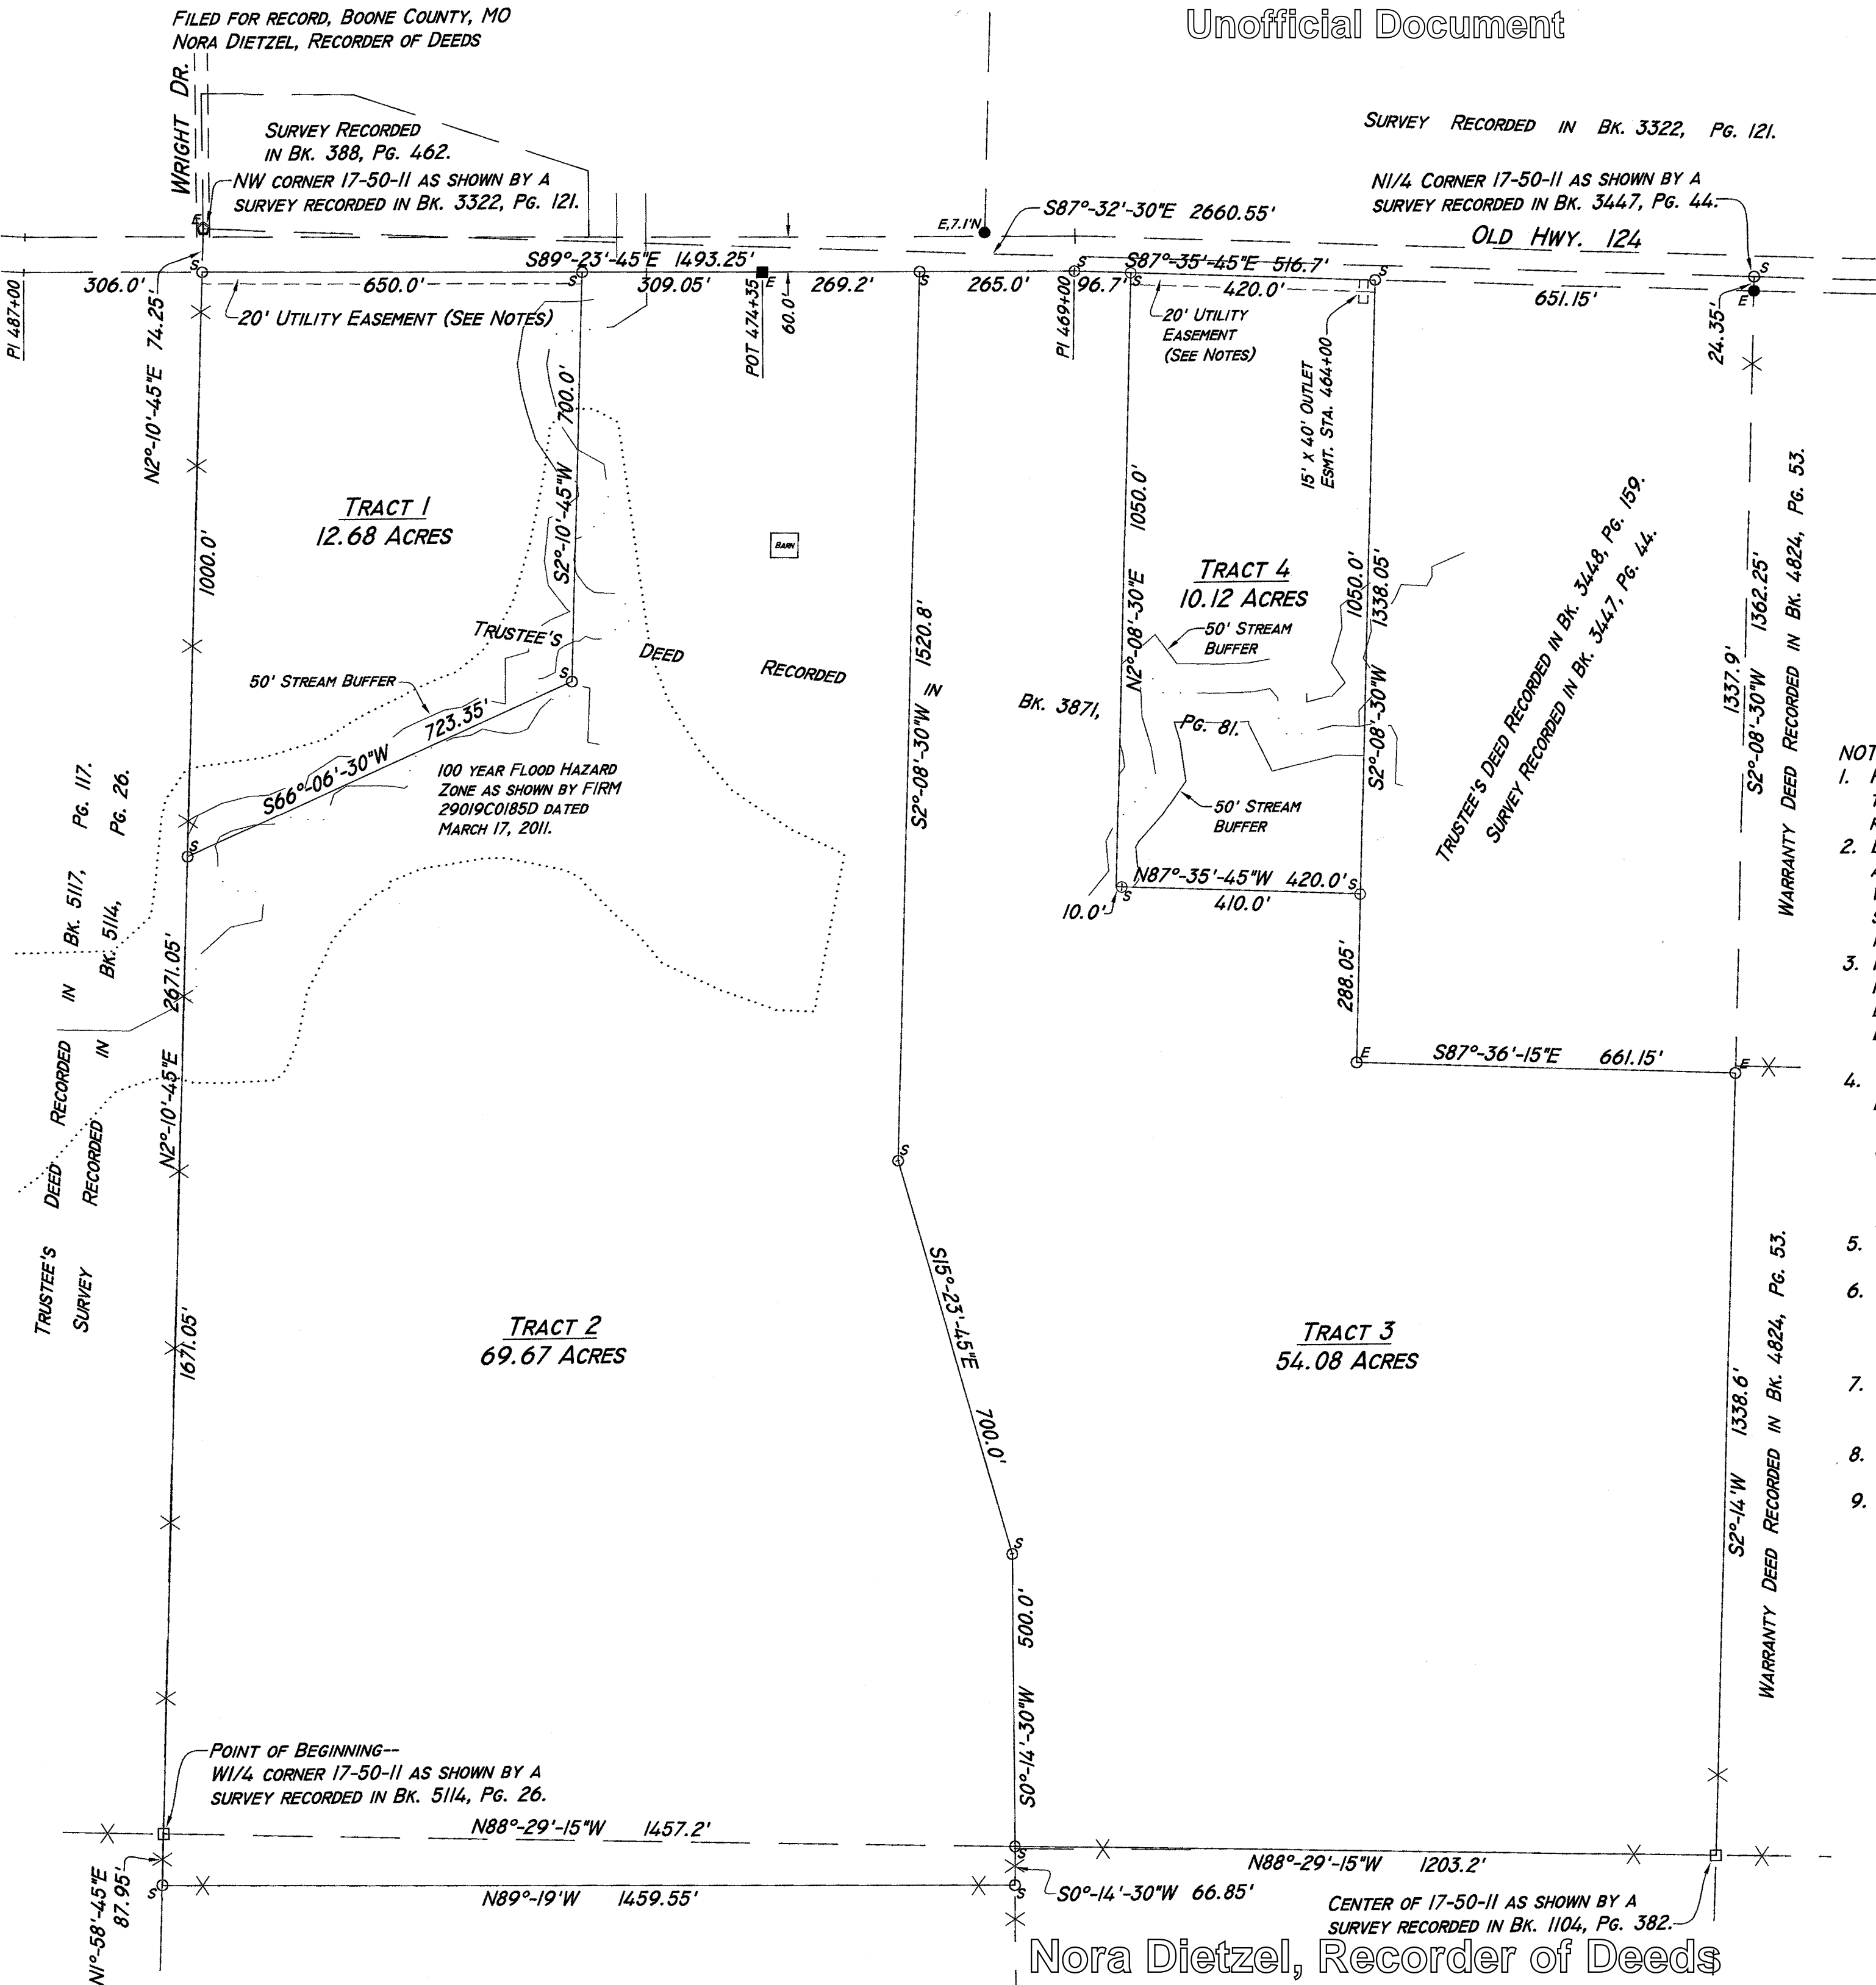 FILED FOR RECORD, BOONE COUNTY, MO
NORA DIETZEL, RECORDER OF DEEDS
Unofficial Document
WRIGHT DR.
SURVEY RECORDED
IN BK. 388, PG. 462.
NW CORNER 17-50-11 AS SHOWN BY A
SURVEY RECORDED IN BK. 3322, PG. 121.
SURVEY RECORDED IN BK. 3322, PG. 121.
N1/4 CORNER 17-50-11 AS SHOWN BY A
SURVEY RECORDED IN BK. 3447, PG. 44.
E
E,7.1'N
S87°-32'-30"E 2660.55'
OLD HWY. 124
S
S89°-23'-45"E 1493.25'
S87°-35'-45"E 516.7'
S
S
E
S
S
S
S
E
306.0'
650.0'
309.05'
269.2'
265.0'
96.7'
420.0'
651.15'
PI 487+00
N2°-10'-45"E 74.25'
20' UTILITY EASEMENT (SEE NOTES)
POT 474+35
60.0'
PI 469+00
20' UTILITY
EASEMENT
(SEE NOTES)
15' X 40' OUTLET
ESMT. STA. 464+00
24.35'
700.0'
S2°-10'-45"W
TRACT 1
12.68 ACRES
1000.0'
BARN
1520.8'
S2°-08'-30"W
1050.0'
N2°-08'-30"E
TRACT 4
10.12 ACRES
50' STREAM
BUFFER
1050.0'
1338.05'
S2°-08'-30"W
TRUSTEE'S DEED RECORDED IN BK. 3448, PG. 159.
SURVEY RECORDED IN BK. 3447, PG. 44.
1337.9'
S2°-08'-30"W 1362.25'
WARRANTY DEED RECORDED IN BK. 4824, PG. 53.
TRUSTEE'S DEED RECORDED IN BK. 3871, PG. 81.
50' STREAM BUFFER
S
723.35'
S66°-06'-30"W
100 YEAR FLOOD HAZARD
ZONE AS SHOWN BY FIRM
29019C0185D DATED
MARCH 17, 2011.
50' STREAM
BUFFER
S
N87°-35'-45"W 420.0'
S
S
10.0'
410.0'
288.05'
E
S87°-36'-15"E 661.15'
E
TRUSTEE'S DEED RECORDED IN BK. 5117, PG. 117.
SURVEY RECORDED IN BK. 5114, PG. 26.
2671.05'
N2°-10'-45"E
S
S15°-23'-45"E
700.0'
TRACT 2
69.67 ACRES
TRACT 3
54.08 ACRES
1671.05'
S2°-14'W 1338.6'
WARRANTY DEED RECORDED IN BK. 4824, PG. 53.
S
500.0'
S0°-14'-30"W
POINT OF BEGINNING--
W1/4 CORNER 17-50-11 AS SHOWN BY A
SURVEY RECORDED IN BK. 5114, PG. 26.
N88°-29'-15"W 1457.2'
S
N88°-29'-15"W 1203.2'
N1°-58'-45"E
87.95'
S
N89°-19'W 1459.55'
S
S0°-14'-30"W 66.85'
CENTER OF 17-50-11 AS SHOWN BY A
SURVEY RECORDED IN BK. 1104, PG. 382.
NOT
1.
2.
3.
4.
5.
6.
7.
8.
9.
Nora Dietzel, Recorder of Deeds